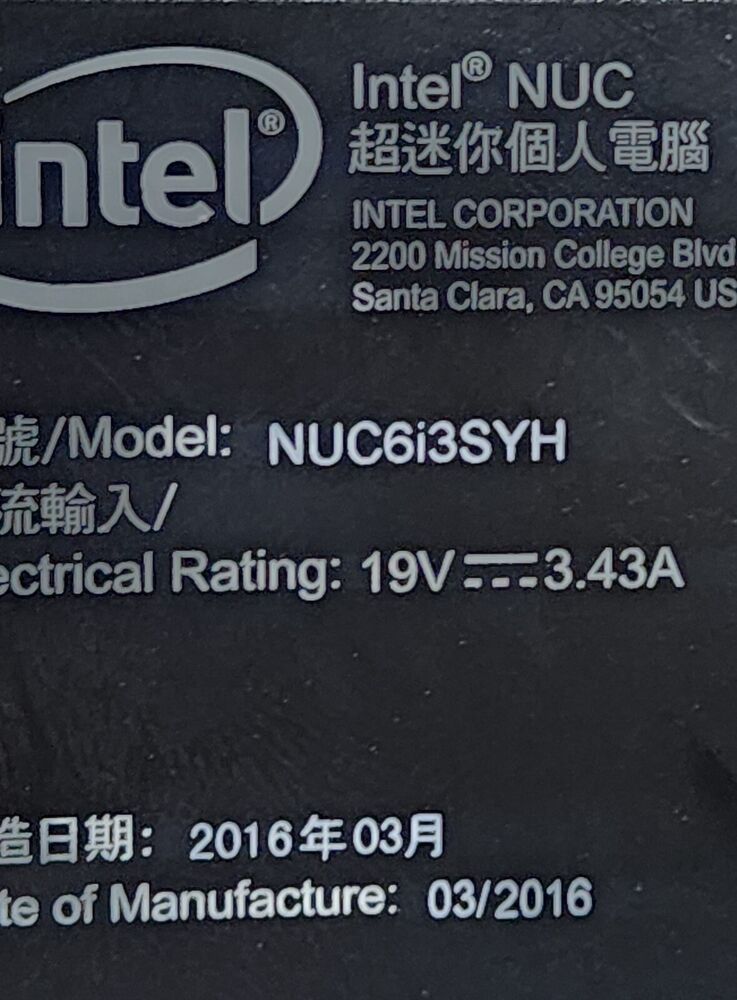 intel®
Intel® NUC
超迷你個人電腦
INTEL CORPORATION
2200 Mission College Blvd
Santa Clara, CA 95054 US
號/Model: NUC6i3SYH
流輸入/
ectrical Rating: 19V⎓3.43A
造日期: 2016年03月
te of Manufacture: 03/2016